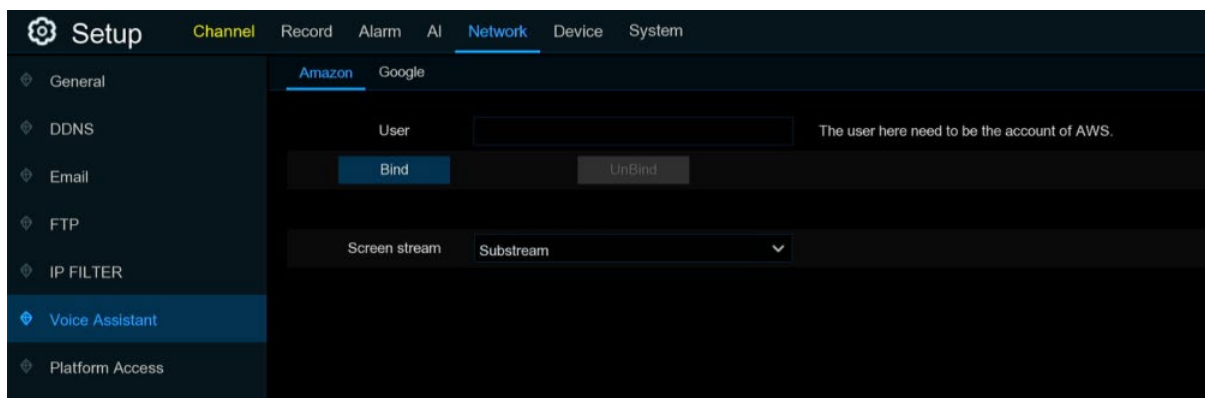 Setup Channel Record Alarm AI Network Device System
General
DDNS
Email
FTP
IP FILTER
Voice Assistant
Platform Access
Amazon Google
User The user here need to be the account of AWS.
Bind UnBind
Screen stream Substream